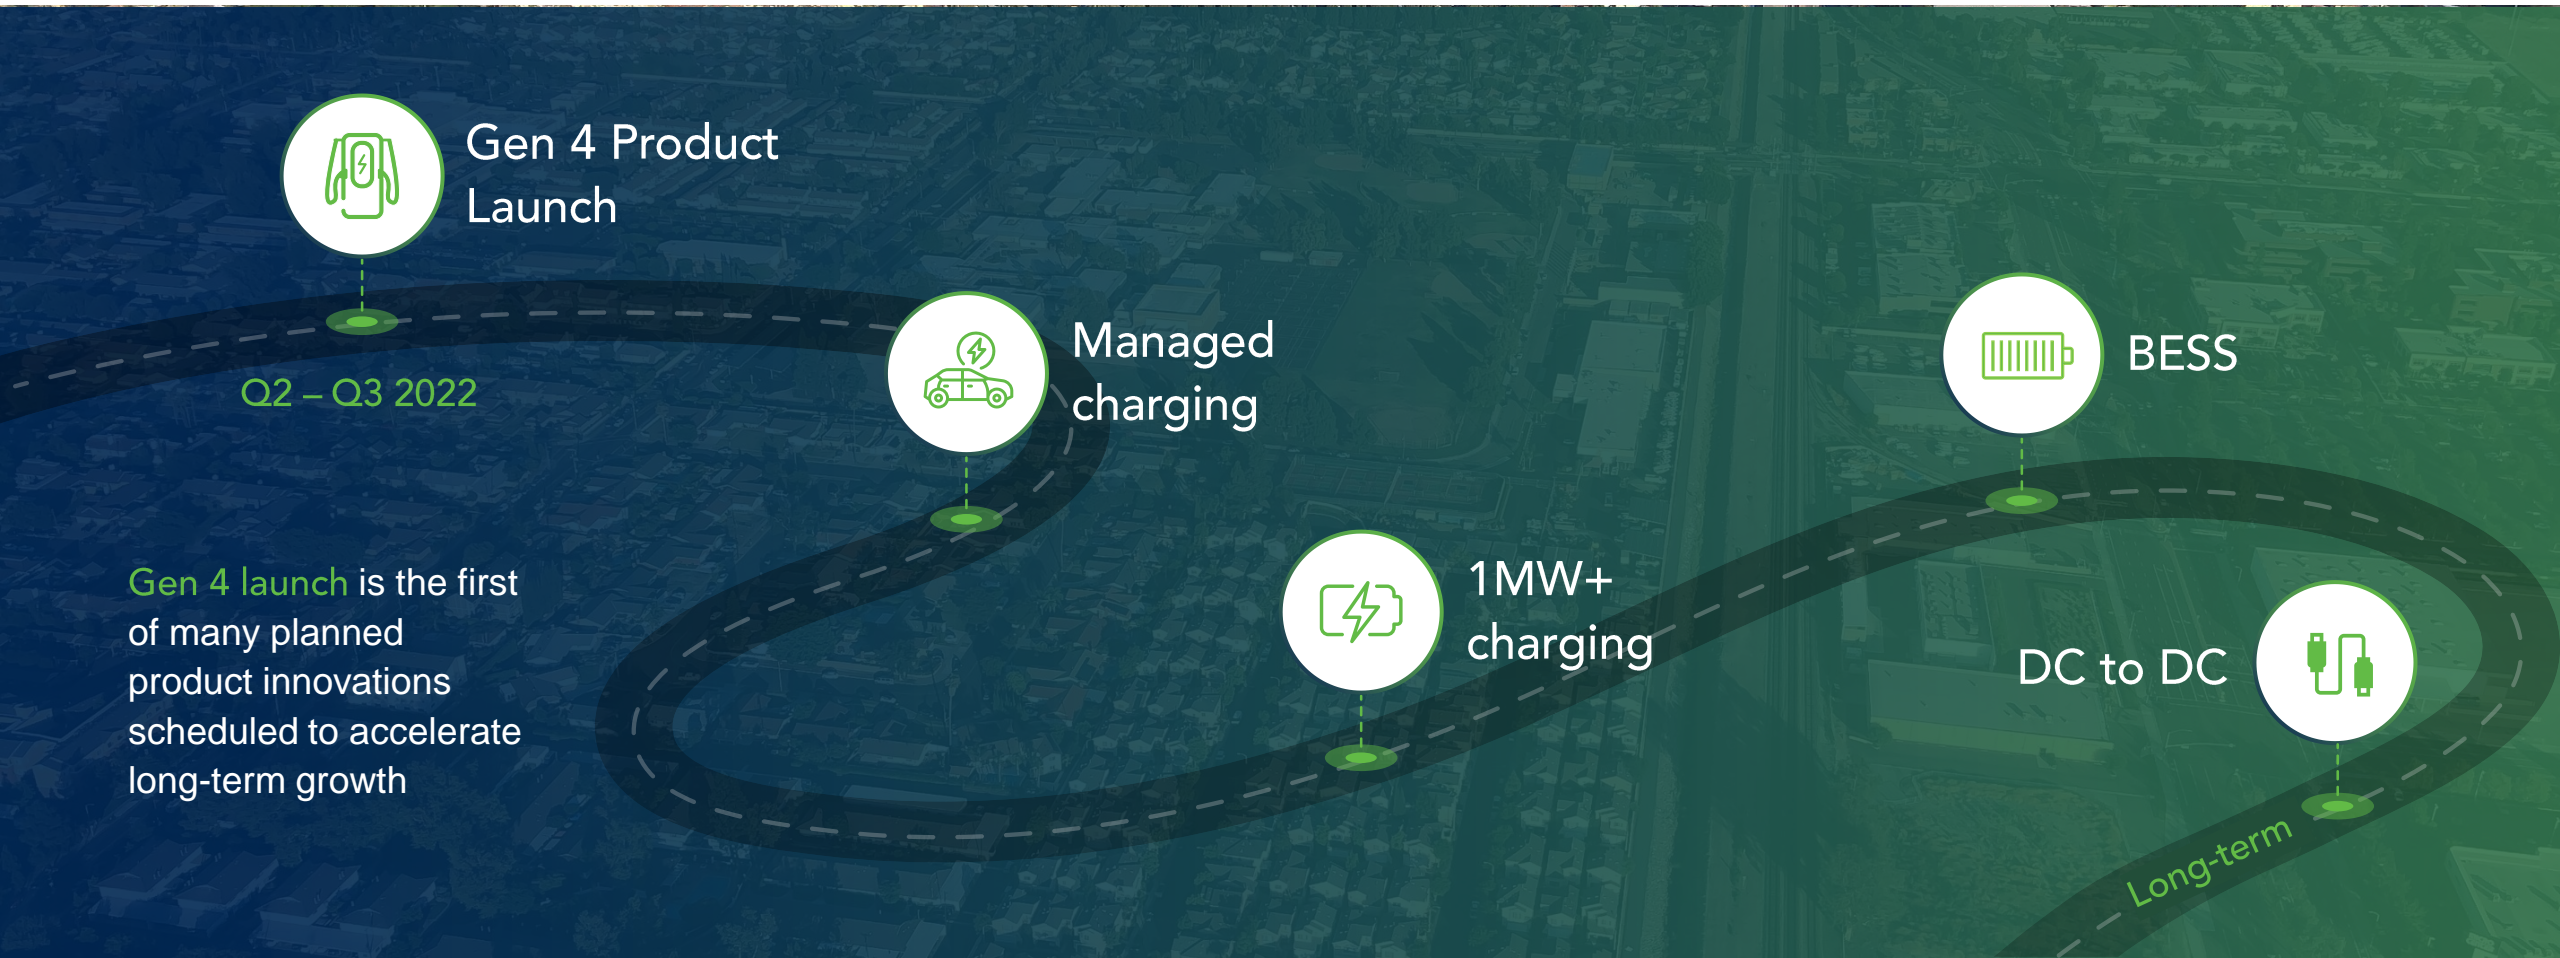 Gen 4 Product
Launch
Q2 – Q3 2022
Managed
charging
Gen 4 launch is the first
of many planned
product innovations
scheduled to accelerate
long-term growth
1MW+
charging
BESS
DC to DC
Long-term